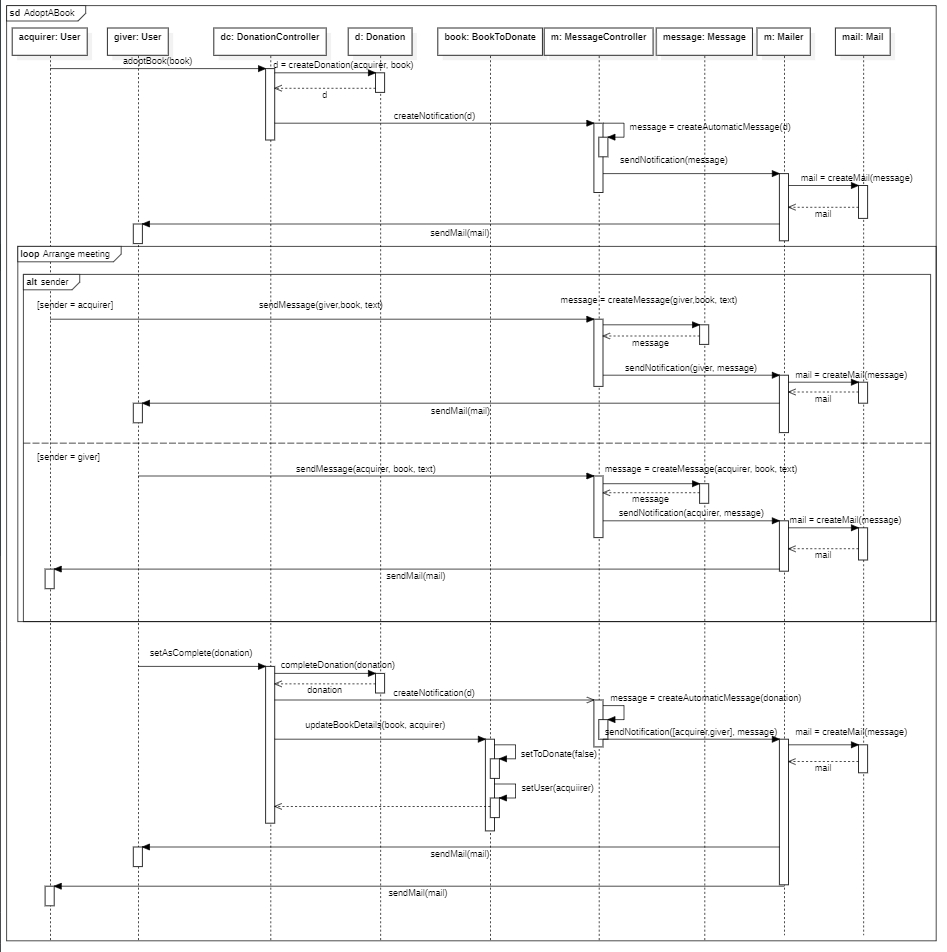 sd AdoptABook
acquirer: User
giver: User
dc: DonationController
d: Donation
book: BookToDonate
m: MessageController
message: Message
m: Mailer
mail: Mail
adoptBook(book)
d = createDonation(acquirer, book)
d
createNotification(d)
message = createAutomaticMessage(d)
sendNotification(message)
mail = createMail(message)
mail
sendMail(mail)
loop Arrange meeting
alt sender
[sender = acquirer]
sendMessage(giver,book, text)
message = createMessage(giver,book, text)
message
sendNotification(giver, message)
mail = createMail(message)
mail
sendMail(mail)
[sender = giver]
sendMessage(acquirer, book, text)
message = createMessage(acquirer, book, text)
message
sendNotification(acquirer, message)
mail = createMail(message)
mail
sendMail(mail)
setAsComplete(donation)
completeDonation(donation)
donation
createNotification(d)
message = createAutomaticMessage(donation)
updateBookDetails(book, acquirer)
sendNotification([acquirer,giver], message)
mail = createMail(message)
setToDonate(false)
mail
setUser(acquiirer)
sendMail(mail)
sendMail(mail)